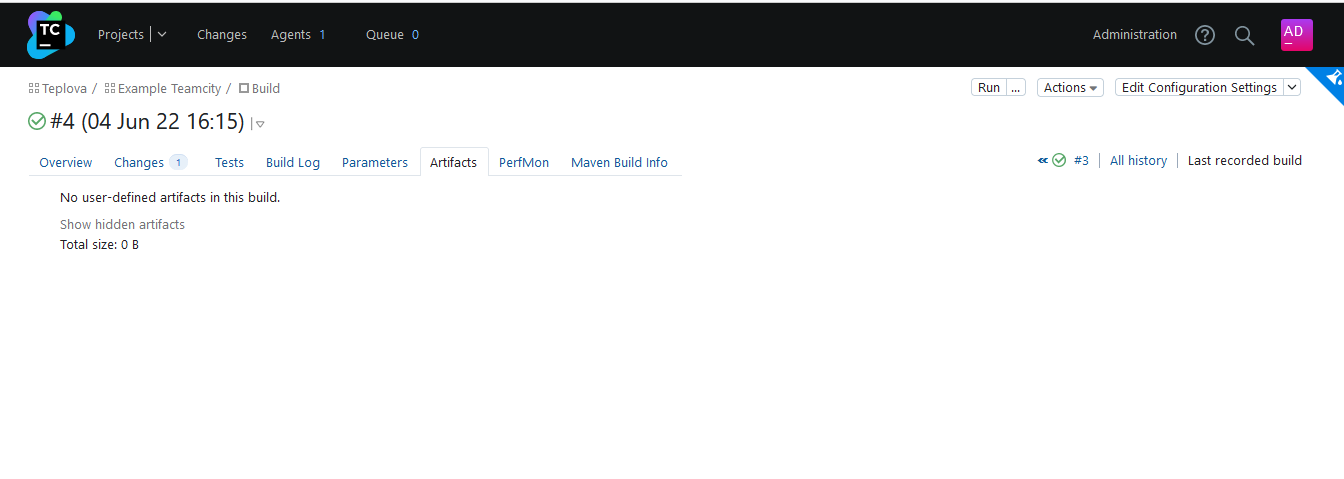 TC
Projects Changes Agents 1 Queue 0 Administration AD
Teplova / Example Teamcity / Build Run ... Actions Edit Configuration Settings
#4 (04 Jun 22 16:15)
Overview Changes 1 Tests Build Log Parameters Artifacts PerfMon Maven Build Info #3 All history Last recorded build
No user-defined artifacts in this build.
Show hidden artifacts
Total size: 0 B